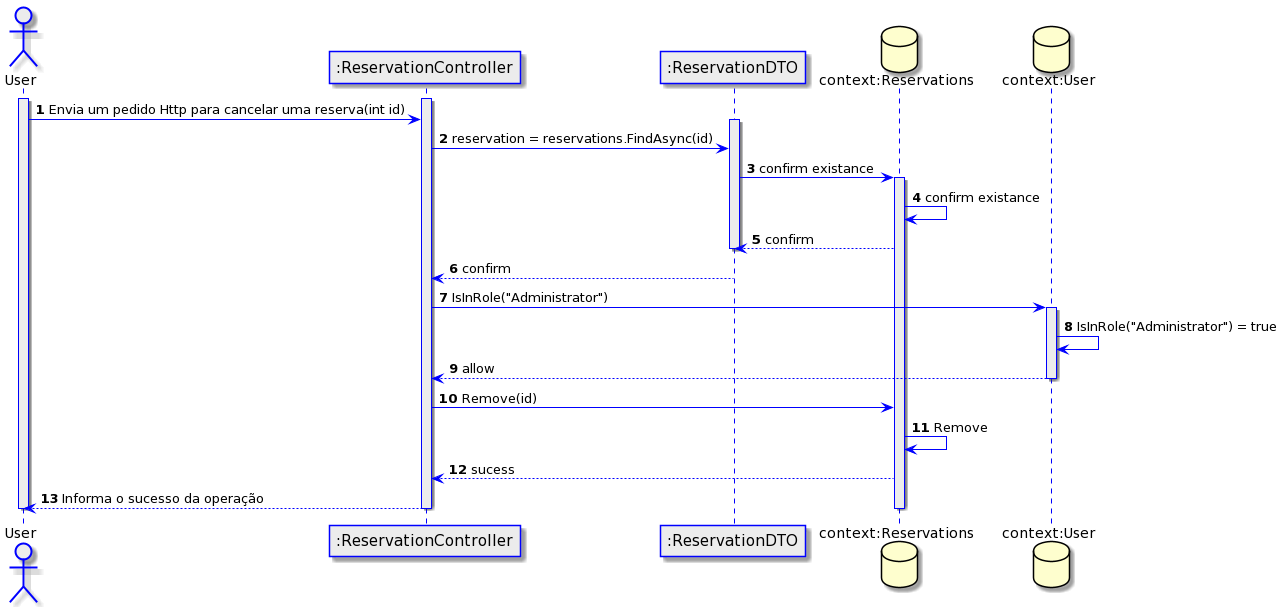 User
:ReservationController
:ReservationDTO
context:Reservations
context:User
1 Envia um pedido Http para cancelar uma reserva(int id)
2 reservation = reservations.FindAsync(id)
3 confirm existance
4 confirm existance
5 confirm
6 confirm
7 IsInRole("Administrator")
8 IsInRole("Administrator") = true
9 allow
10 Remove(id)
11 Remove
12 sucess
13 Informa o sucesso da operação
User
:ReservationController
:ReservationDTO
context:Reservations
context:User